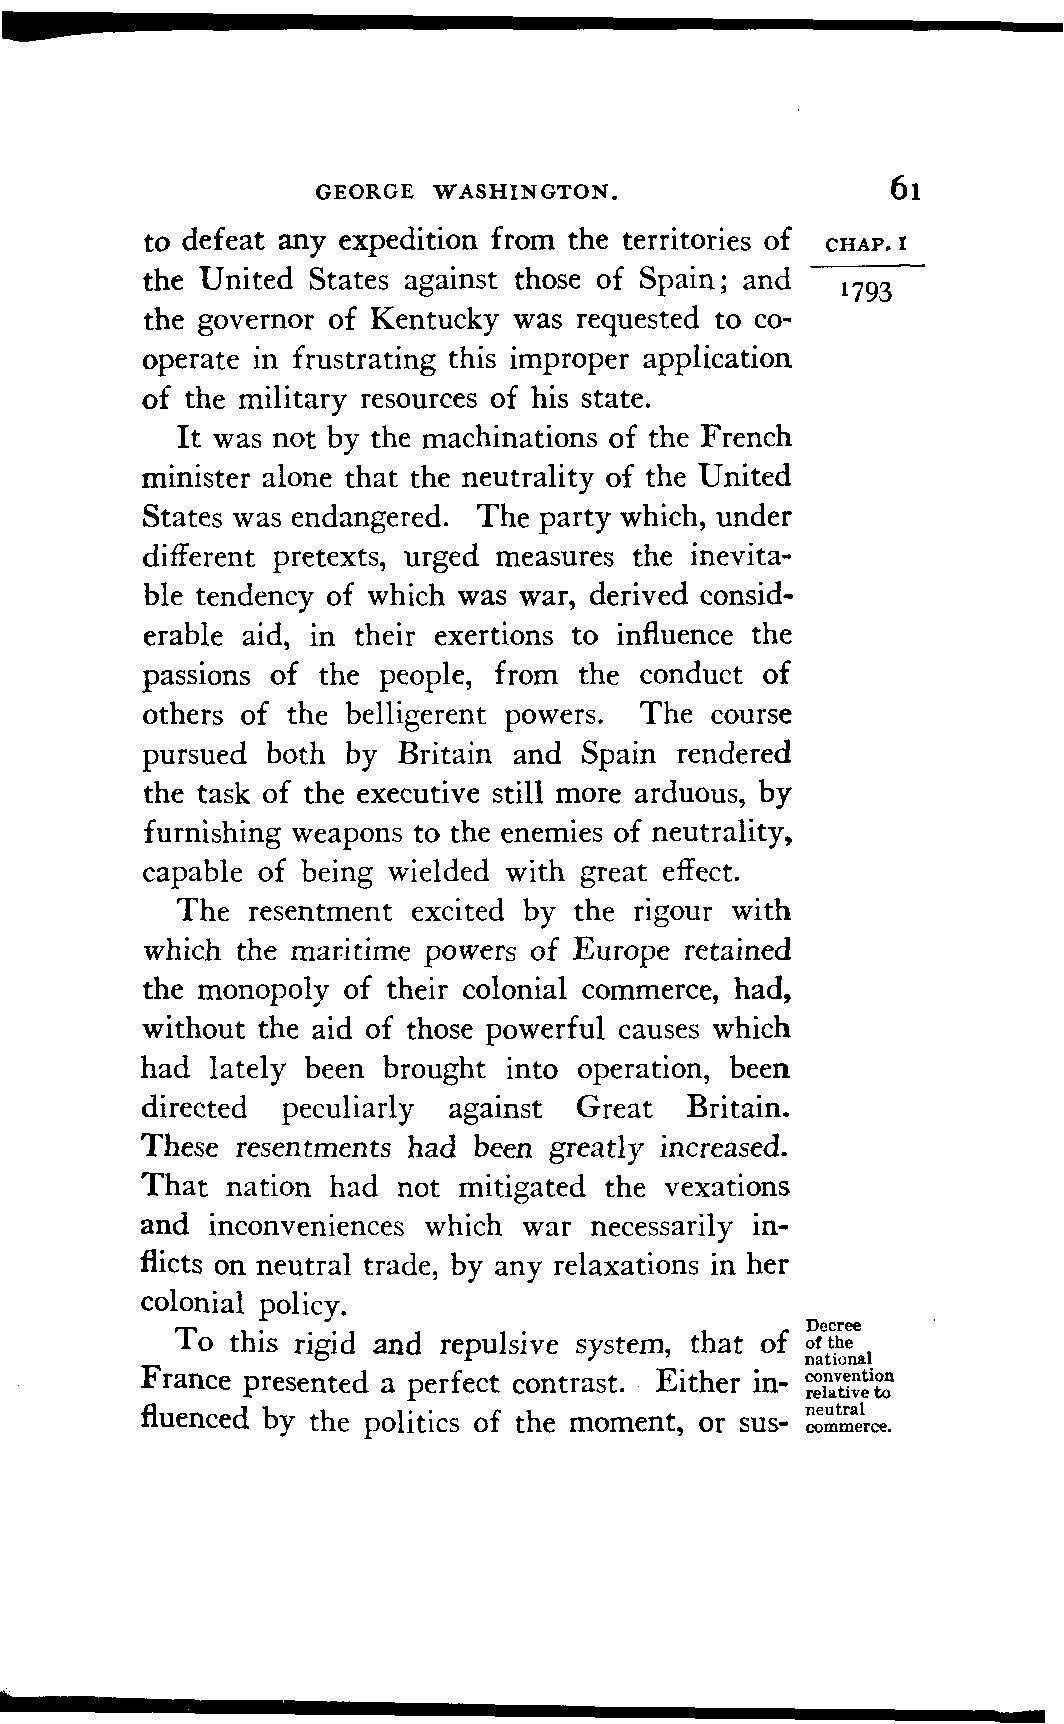 GEORGE WASHINGTON. 61
to defeat any expedition from the territories of
CHAP. I
the United States against those of Spain; and
1793
the governor of Kentucky was requested to co-
operate in frustrating this improper application
of the military resources of his state.
It was not by the machinations of the French
minister alone that the neutrality of the United
States was endangered. The party which, under
different pretexts, urged measures the inevita-
ble tendency of which was war, derived consid-
erable aid, in their exertions to influence the
passions of the people, from the conduct of
others of the belligerent powers. The course
pursued both by Britain and Spain rendered
the task of the executive still more arduous, by
furnishing weapons to the enemies of neutrality,
capable of being wielded with great effect.
The resentment excited by the rigour with
which the maritime powers of Europe retained
the monopoly of their colonial commerce, had,
without the aid of those powerful causes which
had lately been brought into operation, been
directed peculiarly against Great Britain.
These resentments had been greatly increased.
That nation had not mitigated the vexations
and inconveniences which war necessarily in-
flicts on neutral trade, by any relaxations in her
colonial policy.
To this rigid and repulsive system, that of
France presented a perfect contrast. Either in-
fluenced by the politics of the moment, or sus-
Decree
of the
national
convention
relative to
neutral
commerce.